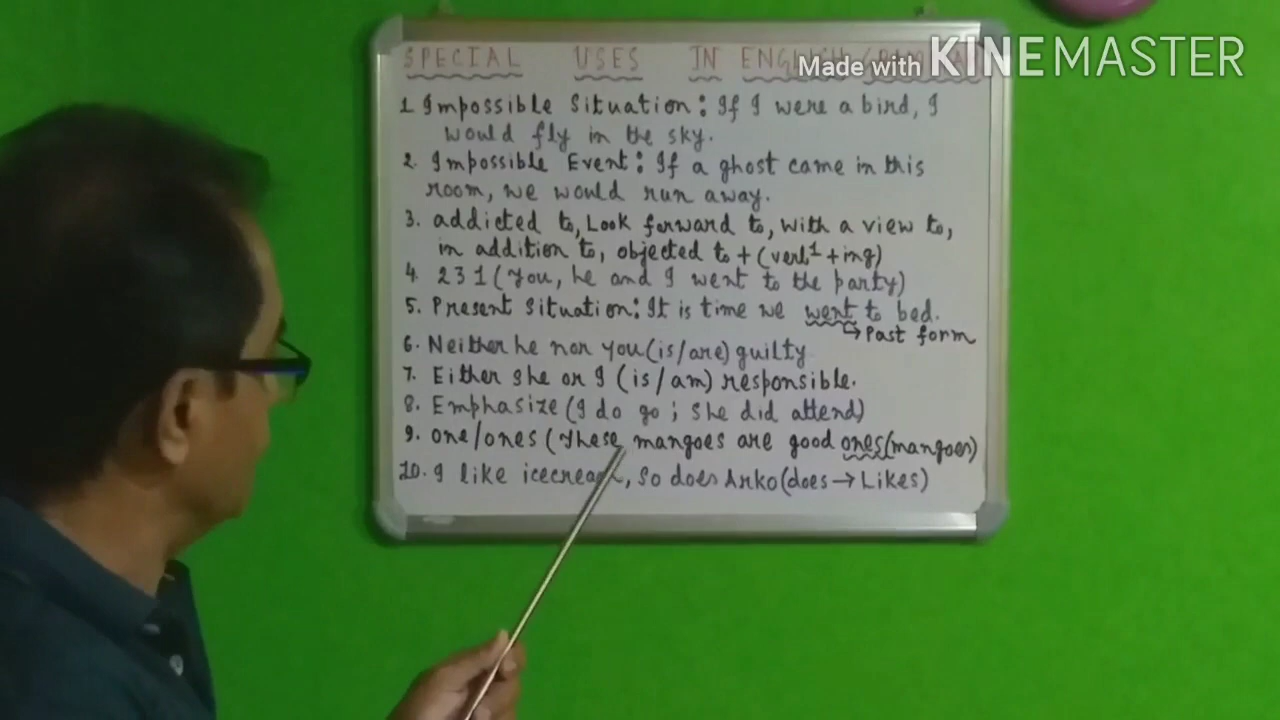 SPECIAL USES IN ENGLISH
Made with KINEMASTER
1 Impossible Situation: If I were a bird, I
would fly in the sky.
2. Impossible Event: If a ghost came in this
room, we would run away.
3. addicted to, Look forward to, with a view to,
in addition to, objected to + (verb1 + ing)
4. 231 (You, he and I went to the party)
5. Present Situation: It is time we went to bed.
→ Past form
6. Neither he nor you (is/are) guilty
7. Either she or I (is/am) responsible.
8. Emphasize (I do go; She did attend)
9. One/ones (These mangoes are good ones (mangoes)
10. I like icecream, So does Anko (does → Likes)